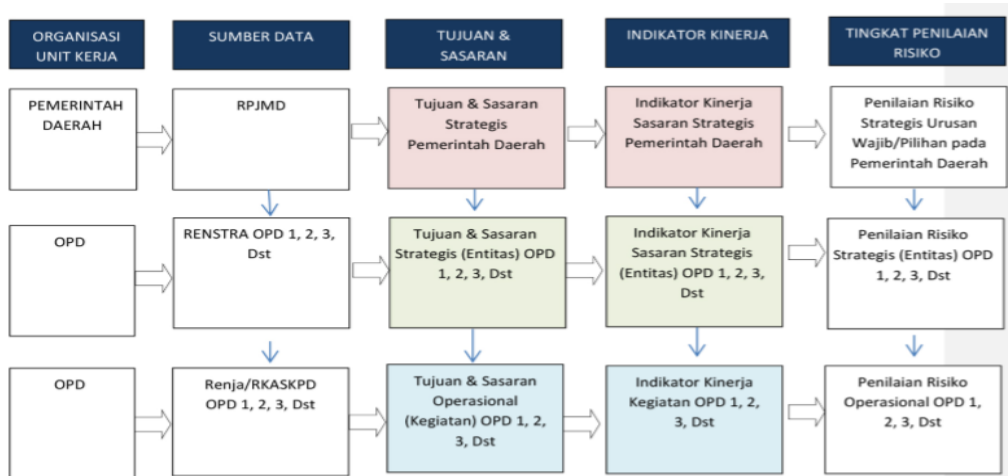 ORGANISASI
UNIT KERJA
SUMBER DATA
TUJUAN &
SASARAN
INDIKATOR KINERJA
TINGKAT PENILAIAN
RISIKO
PEMERINTAH
DAERAH
RPJMD
Tujuan & Sasaran
Strategis
Pemerintah Daerah
Indikator Kinerja
Sasaran Strategis
Pemerintah Daerah
Penilaian Risiko
Strategis Urusan
Wajib/Pilihan pada
Pemerintah Daerah
OPD
RENSTRA OPD 1, 2, 3,
Dst
Tujuan & Sasaran
Strategis (Entitas) OPD
1, 2, 3, Dst
Indikator Kinerja
Sasaran Strategis
(Entitas) OPD 1, 2, 3,
Dst
Penilaian Risiko
Strategis (Entitas) OPD
1, 2, 3, Dst
OPD
Renja/RKASKPD
OPD 1, 2, 3, Dst
Tujuan & Sasaran
Operasional
(Kegiatan) OPD 1, 2,
3, Dst
Indikator Kinerja
Kegiatan OPD 1, 2,
3, Dst
Penilaian Risiko
Operasional OPD 1,
2, 3, Dst